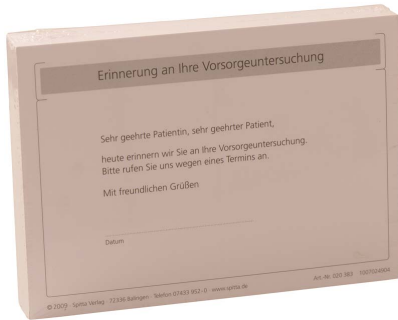 Erinnerung an Ihre Vorsorgeuntersuchung
Sehr geehrte Patientin, sehr geehrter Patient,
heute erinnern wir Sie an Ihre Vorsorgeuntersuchung.
Bitte rufen Sie uns wegen eines Termins an.
Mit freundlichen Grüßen
Datum
© 2009 Spitta Verlag 72336 Balingen Telefon 07433 952-0 www.spitta.de Art.-Nr. 020 383